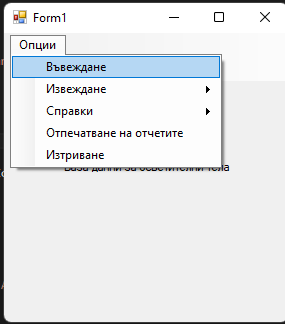 Form1
Опции
Въвеждане
Извеждане
Справки
Отпечатване на отчетите
Изтриване
База данни за осветителни тела